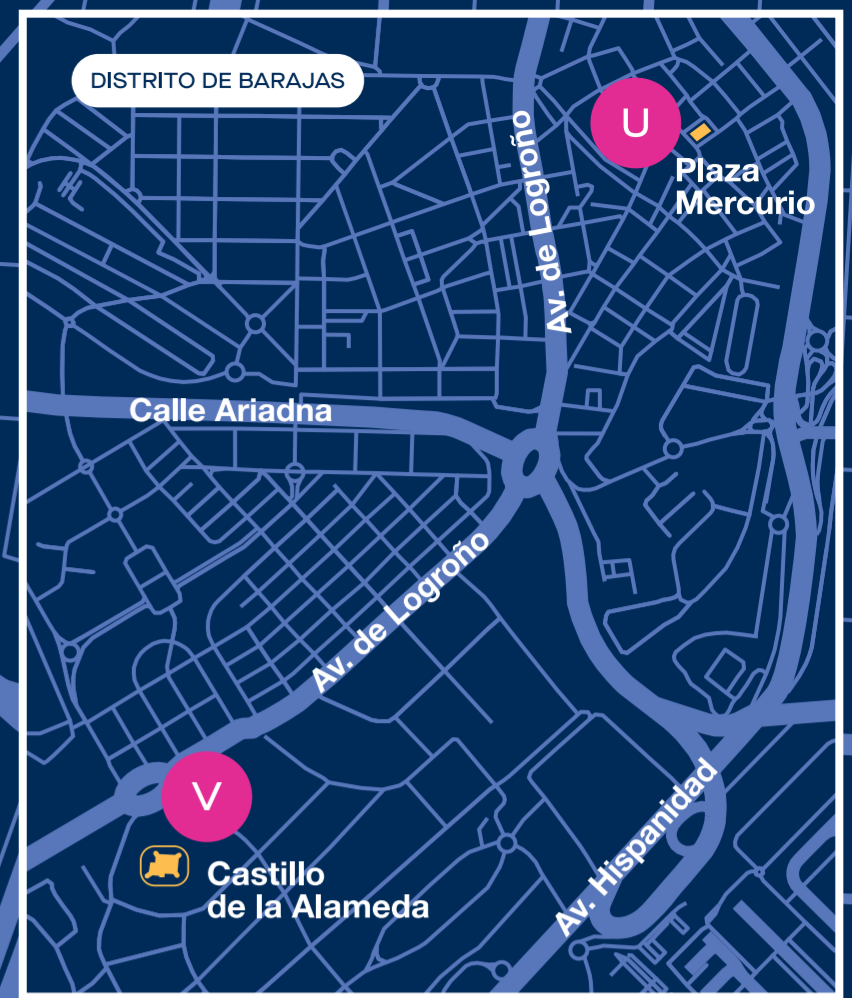 DISTRITO DE BARAJAS
U
Plaza
Mercurio
Av. de Logroño
Calle Ariadna
Av. de Logroño
V
Castillo
de la Alameda
Av. Hispanidad